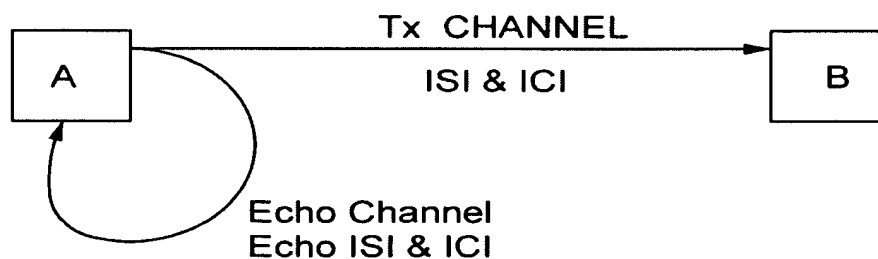 Tx CHANNEL
A
B
ISI & ICI
Echo Channel
Echo ISI & ICI